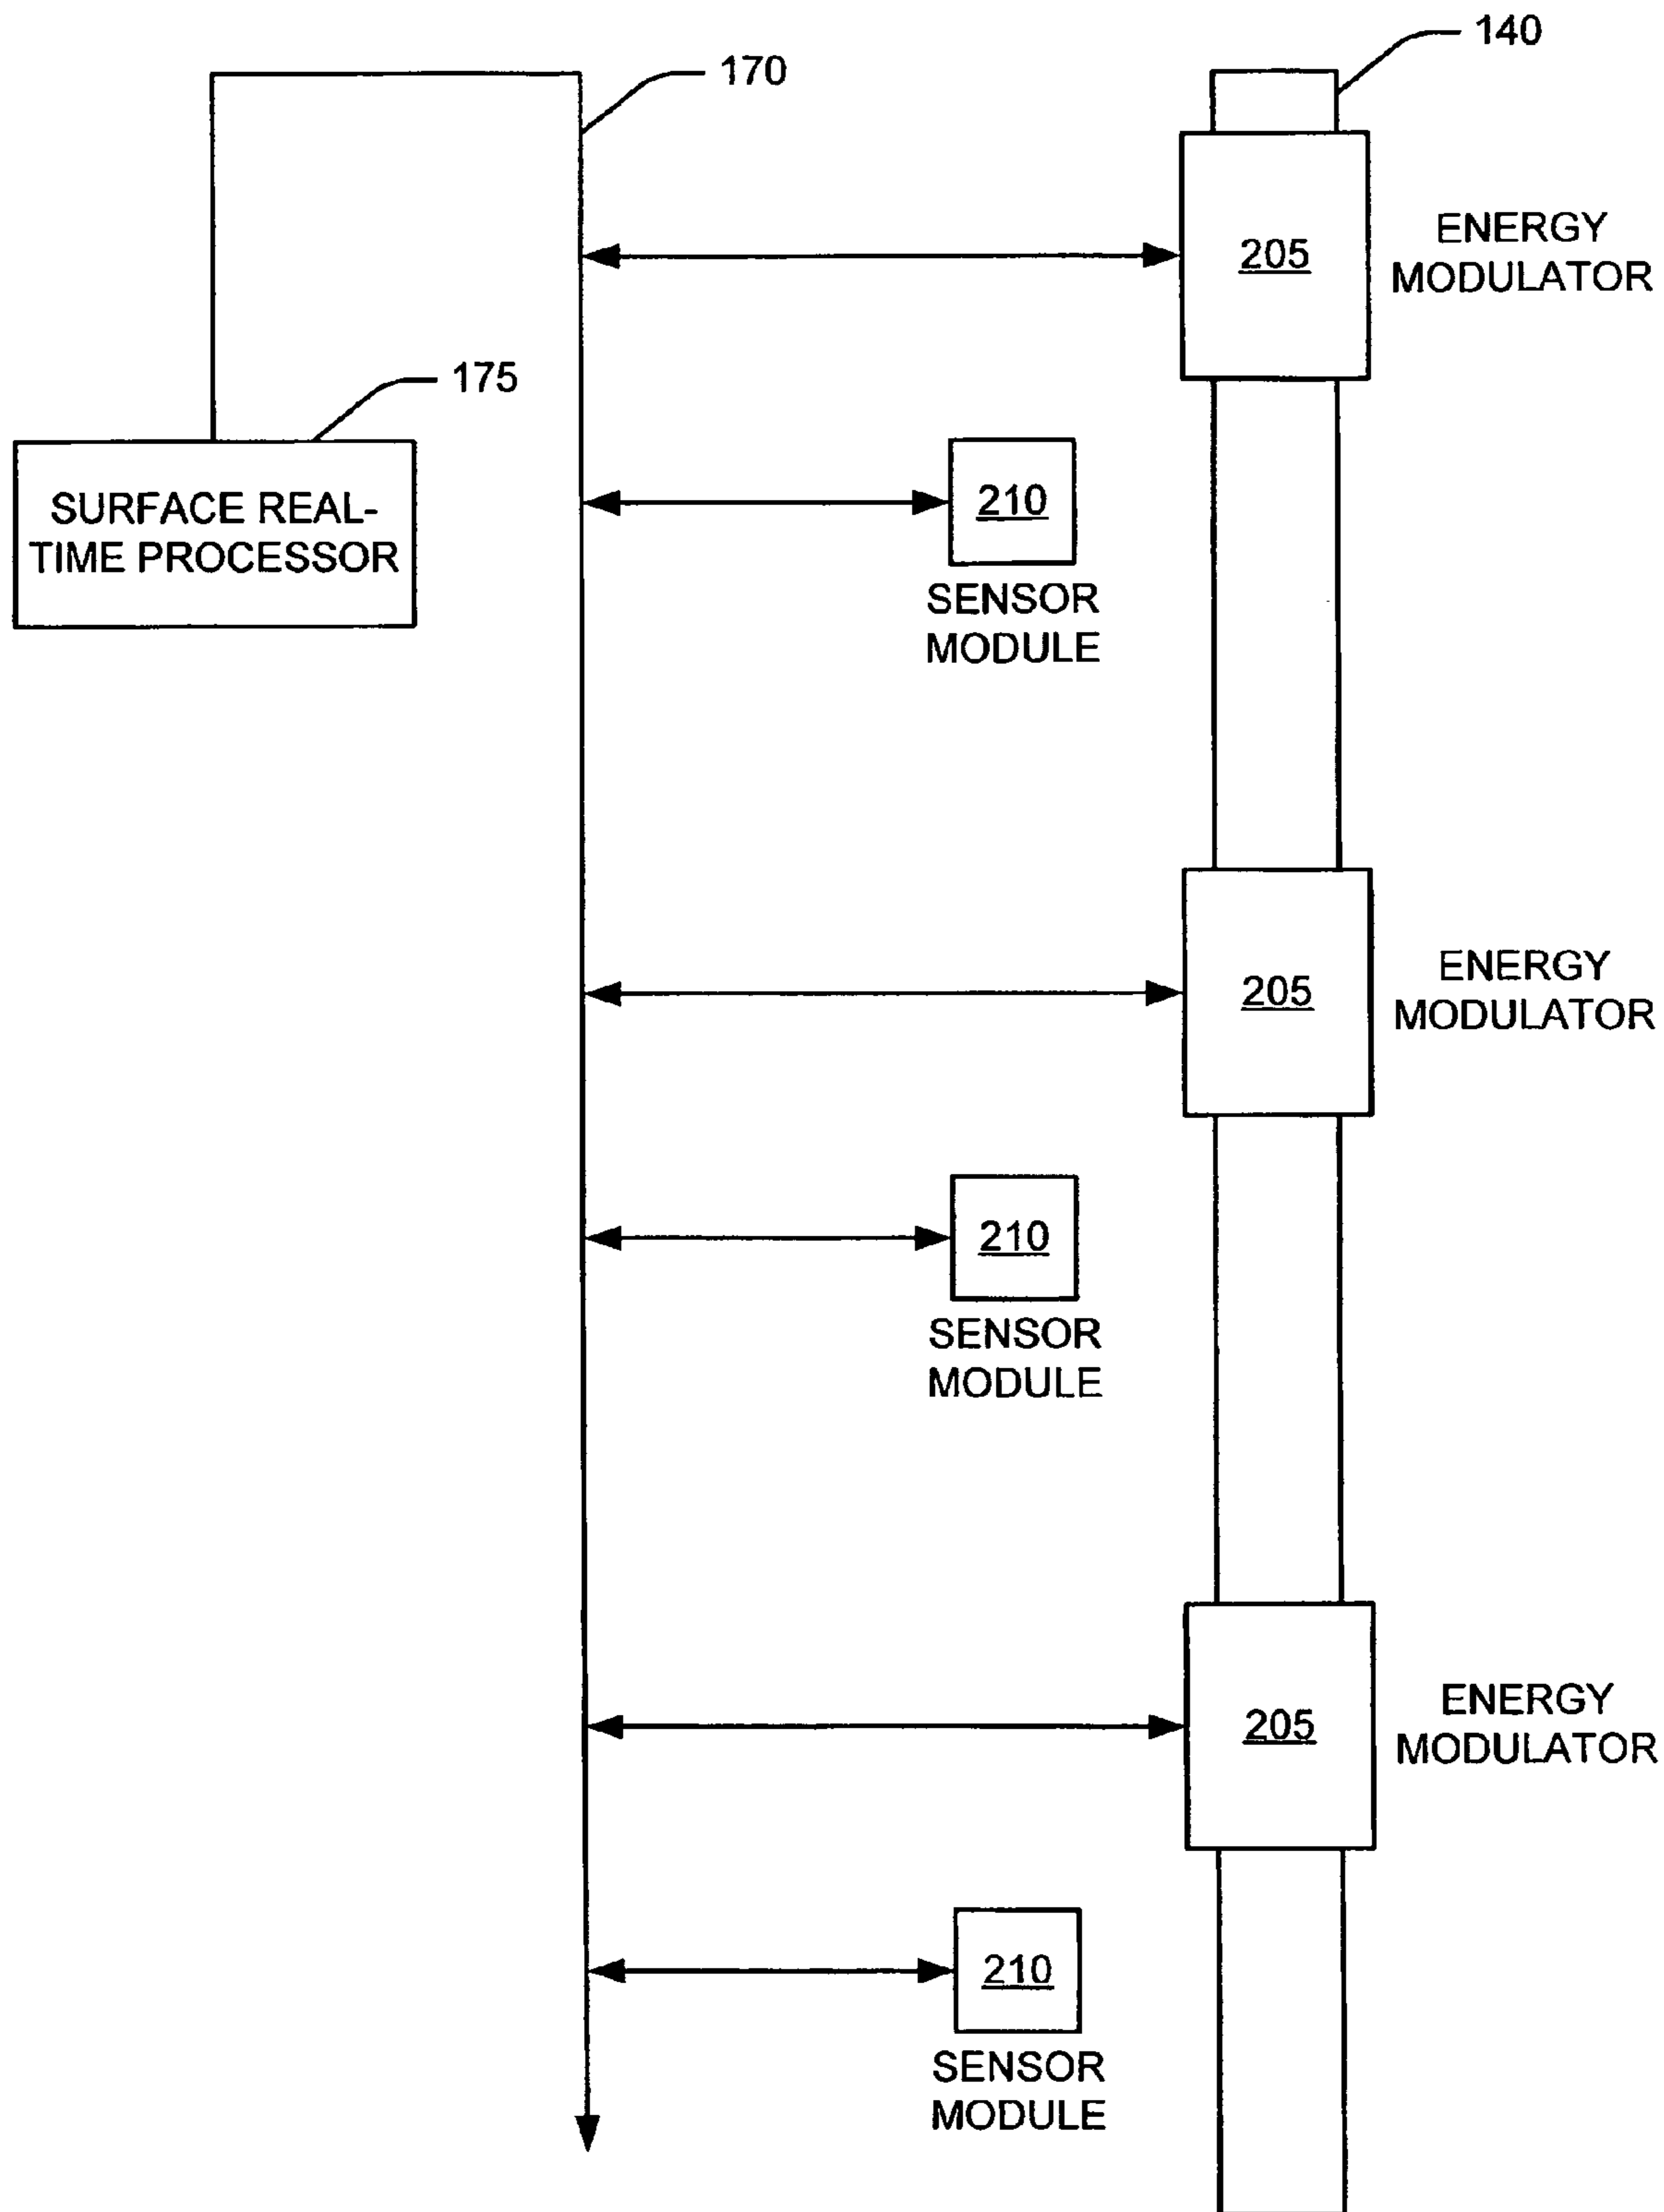 140
170
205
ENERGY
MODULATOR
175
SURFACE REAL-
TIME PROCESSOR
210
SENSOR
MODULE
205
ENERGY
MODULATOR
210
SENSOR
MODULE
205
ENERGY
MODULATOR
210
SENSOR
MODULE